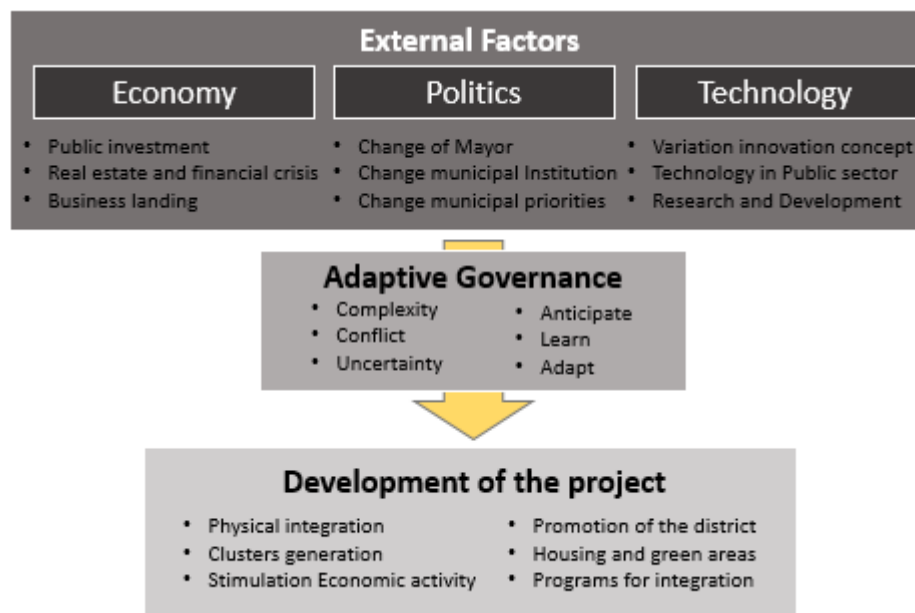 External Factors
Economy
Politics
Technology
• Public investment
• Real estate and financial crisis
• Business landing
• Change of Mayor
• Change municipal Institution
• Change municipal priorities
• Variation innovation concept
• Technology in Public sector
• Research and Development
Adaptive Governance
• Complexity
• Conflict
• Uncertainty
• Anticipate
• Learn
• Adapt
Development of the project
• Physical integration
• Clusters generation
• Stimulation Economic activity
• Promotion of the district
• Housing and green areas
• Programs for integration